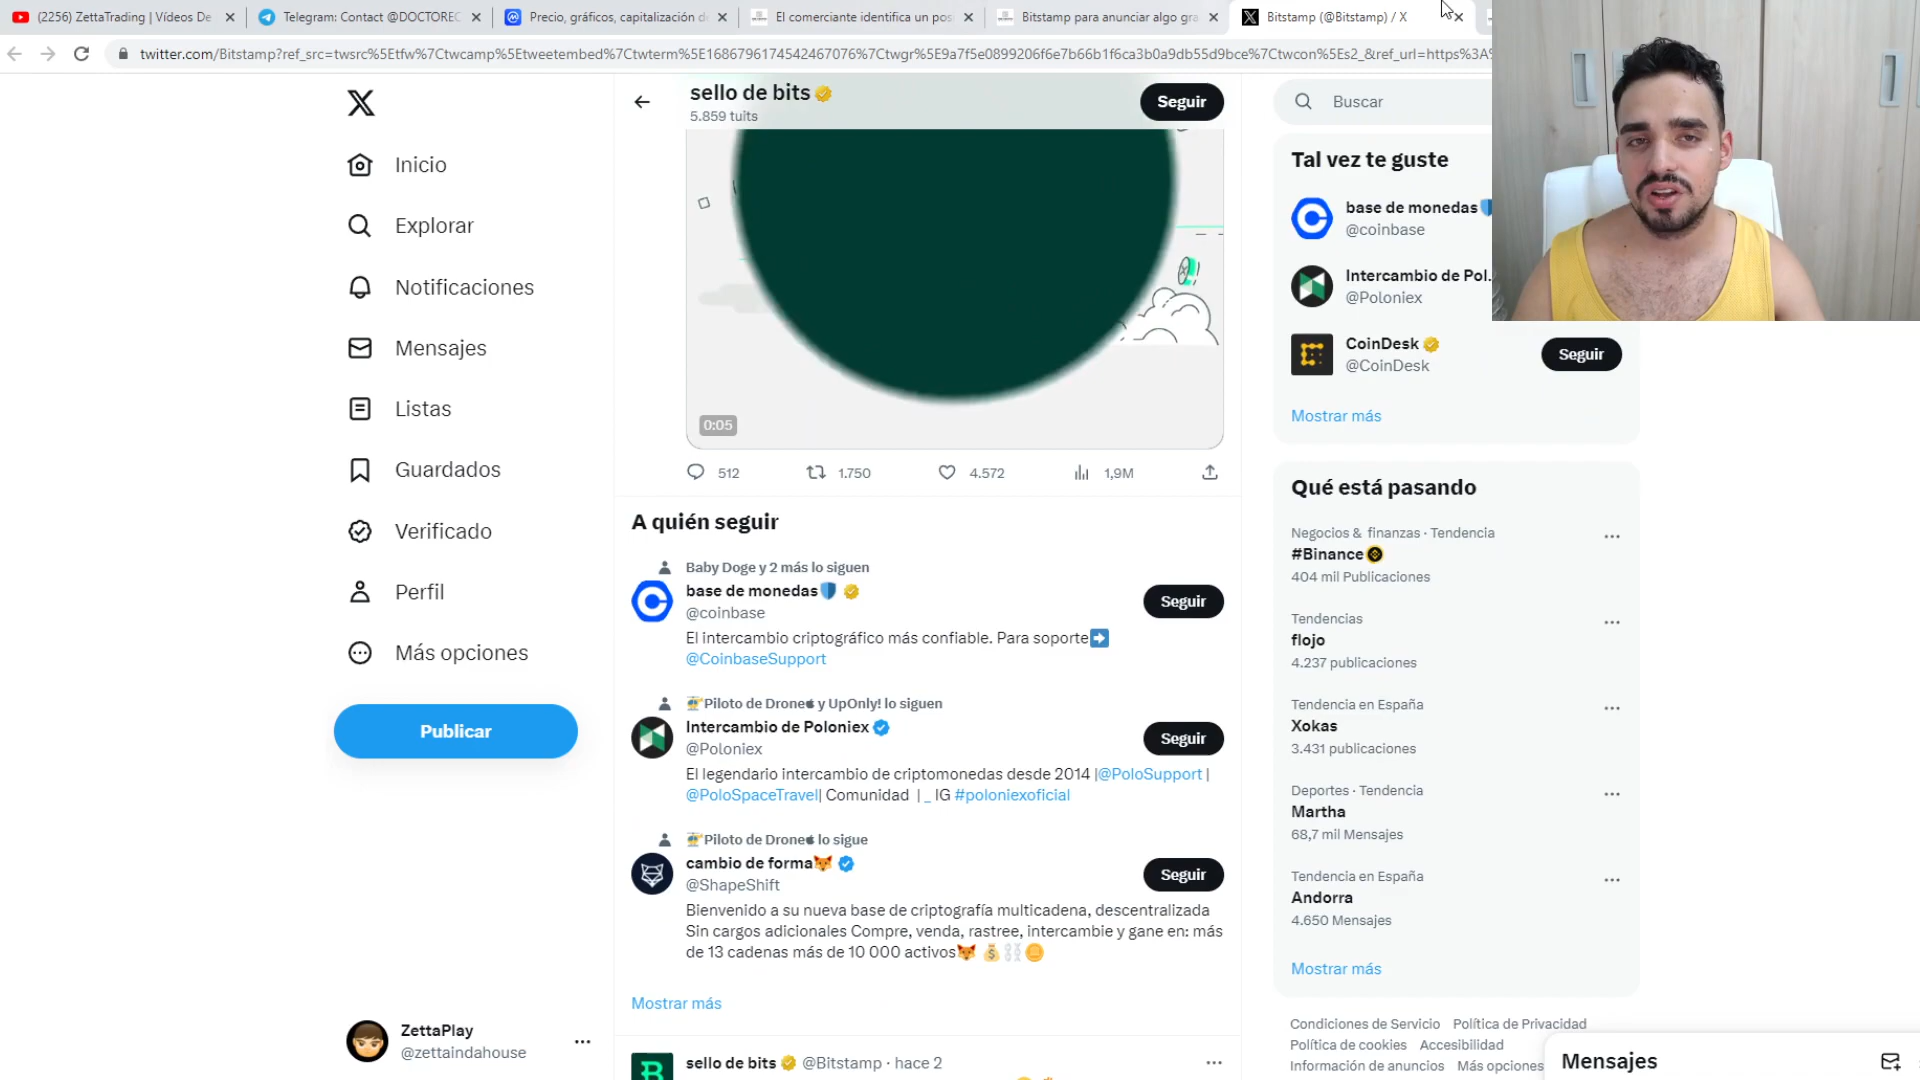 (2256) ZettaTrading | Vídeos De
Telegram: Contact @DOCTOREC
Precio, gráficos, capitalización d
El comerciante identifica un pos
Bitstamp para anunciar algo gra
Bitstamp (@Bitstamp) / X
twitter.com/Bitstamp?ref_src=twsrc%5Etfw%7Ctwcamp%5Etweetembed%7Ctwterm%5E1686796174542467076%7Ctwgr%5E9a7f5e0899206f6e7b66b1f6ca3b0a9db55d9bce%7Ctwcon%5Es2_&ref_url=https%3A%
sello de bits
5.859 tuits
Seguir
Buscar
Inicio
Explorar
Notificaciones
Mensajes
Listas
Guardados
Verificado
Perfil
Más opciones
Publicar
ZettaPlay
@zettaindahouse
0:05
512
1.750
4.572
1,9M
A quién seguir
Baby Doge y 2 más lo siguen
base de monedas
@coinbase
Seguir
El intercambio criptográfico más confiable. Para soporte
@CoinbaseSupport
Piloto de Drone y UpOnly! lo siguen
Intercambio de Poloniex
@Poloniex
Seguir
El legendario intercambio de criptomonedas desde 2014 |@PoloSupport |
@PoloSpaceTravel| Comunidad | _ IG #poloniexoficial
Piloto de Drone lo sigue
cambio de forma
@ShapeShift
Seguir
Bienvenido a su nueva base de criptografía multicadena, descentralizada
Sin cargos adicionales Compre, venda, rastree, intercambie y gane en: más
de 13 cadenas más de 10 000 activos
Mostrar más
sello de bits @Bitstamp · hace 2
Tal vez te guste
base de monedas
@coinbase
Intercambio de Pol.
@Poloniex
CoinDesk
@CoinDesk
Seguir
Mostrar más
Qué está pasando
Negocios & finanzas · Tendencia
#Binance
404 mil Publicaciones
Tendencias
flojo
4.237 publicaciones
Tendencia en España
Xokas
3.431 publicaciones
Deportes · Tendencia
Martha
68,7 mil Mensajes
Tendencia en España
Andorra
4.650 Mensajes
Mostrar más
Condiciones de Servicio Política de Privacidad
Política de cookies Accesibilidad
Información de anuncios Más opciones
Mensajes